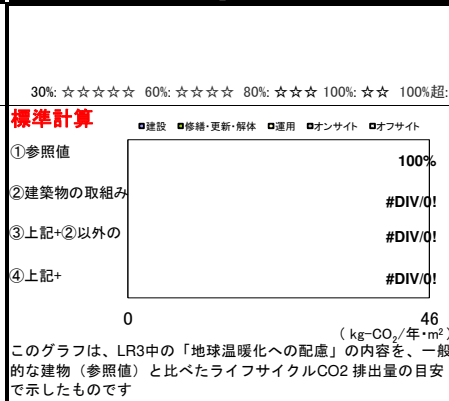 30%: ☆☆☆☆☆ 60%: ☆☆☆☆ 80%: ☆☆☆ 100%: ☆☆ 100%超:
標準計算
■建設 ■修繕・更新・解体 ■運用 ■オンサイト ■オフサイト
①参照値 100%
②建築物の取組み #DIV/0!
③上記+②以外の #DIV/0!
④上記+ #DIV/0!
0 46
(kg-CO2/年・m²)
このグラフは、LR3中の「地球温暖化への配慮」の内容を、一般
的な建物（参照値）と比べたライフサイクルCO2 排出量の目安
で示したものです